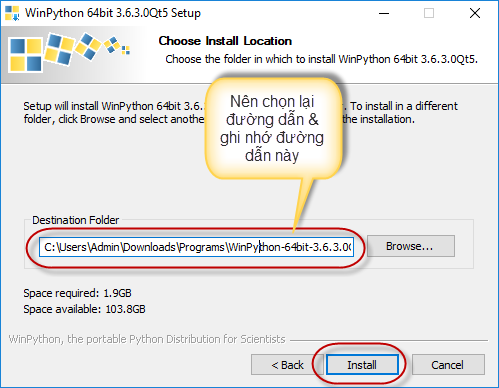 WinPython 64bit 3.6.3.0Qt5 Setup
Choose Install Location
Choose the folder in which to install WinPython 64bit 3.6.3.0Qt5.
Setup will install WinPython 64bit 3.6. . To install in a different
folder, click Browse and select anothe the installation.
Nên chọn lại
đường dẫn &
ghi nhớ đường
dẫn này
Destination Folder
C:\Users\Admin\Downloads\Programs\WinPython-64bit-3.6.3.0
Browse...
Space required: 1.9GB
Space available: 103.8GB
WinPython, the portable Python Distribution for Scientists
< Back
Install
Cancel